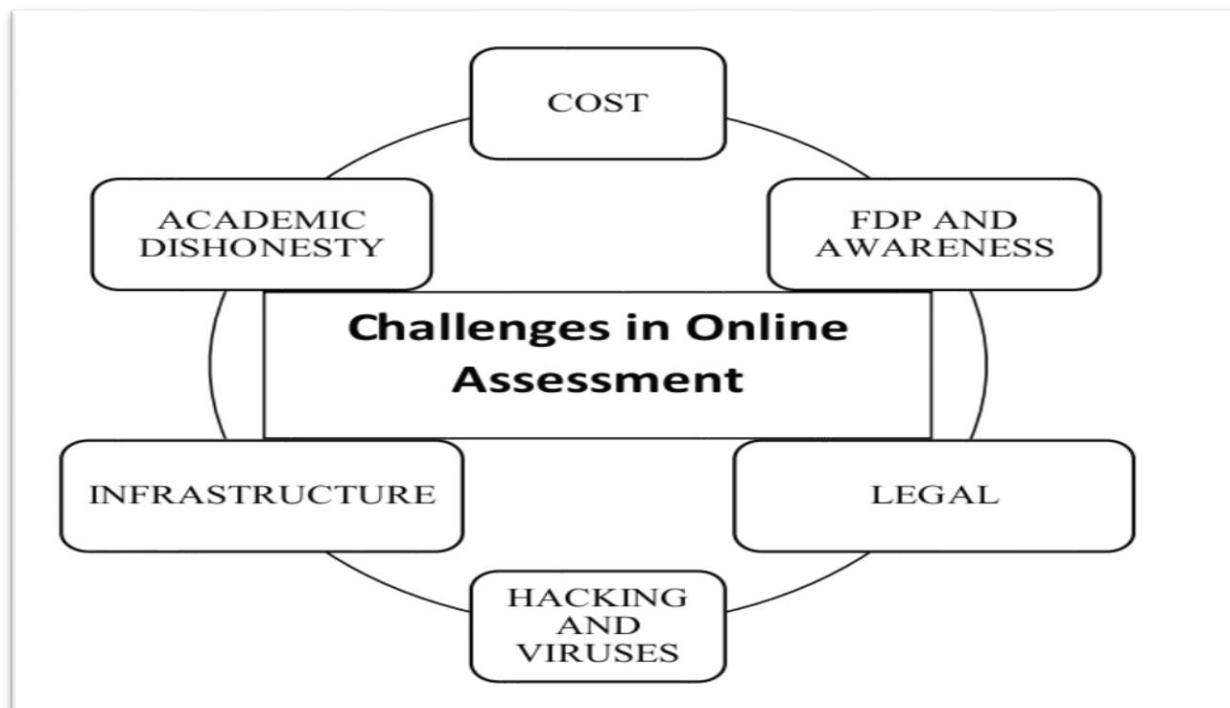 COST
ACADEMIC
DISHONESTY
FDP AND
AWARENESS
Challenges in Online
Assessment
INFRASTRUCTURE
LEGAL
HACKING
AND
VIRUSES